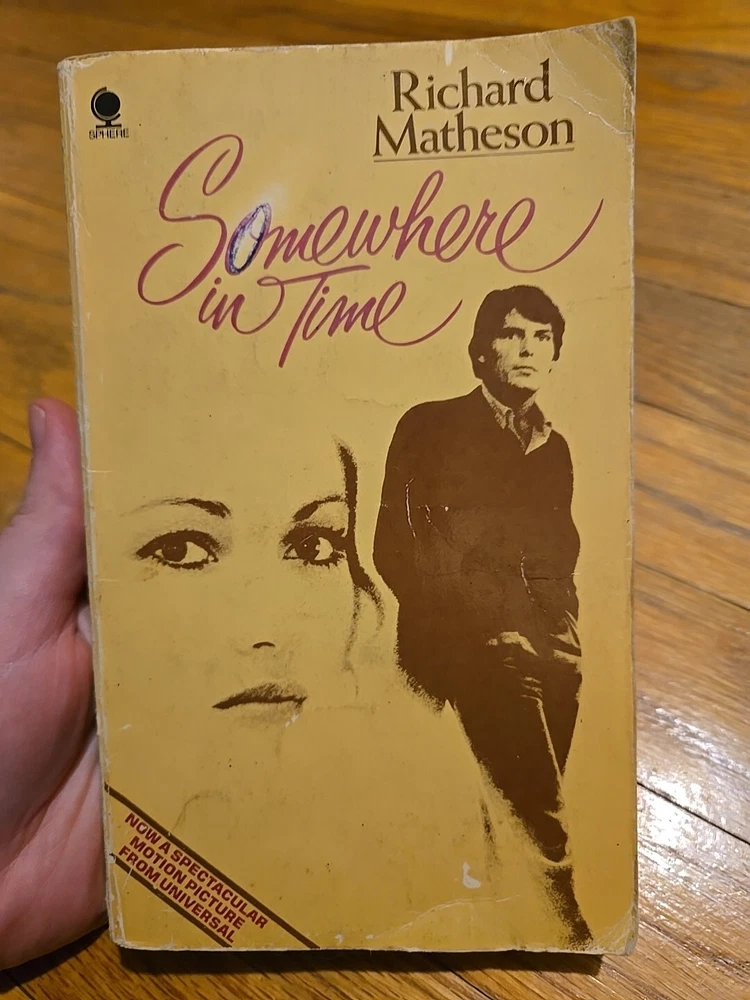 SPHERE
Richard
Matheson
Somewhere
in Time
NOW A SPECTACULAR
MOTION PICTURE
FROM UNIVERSAL